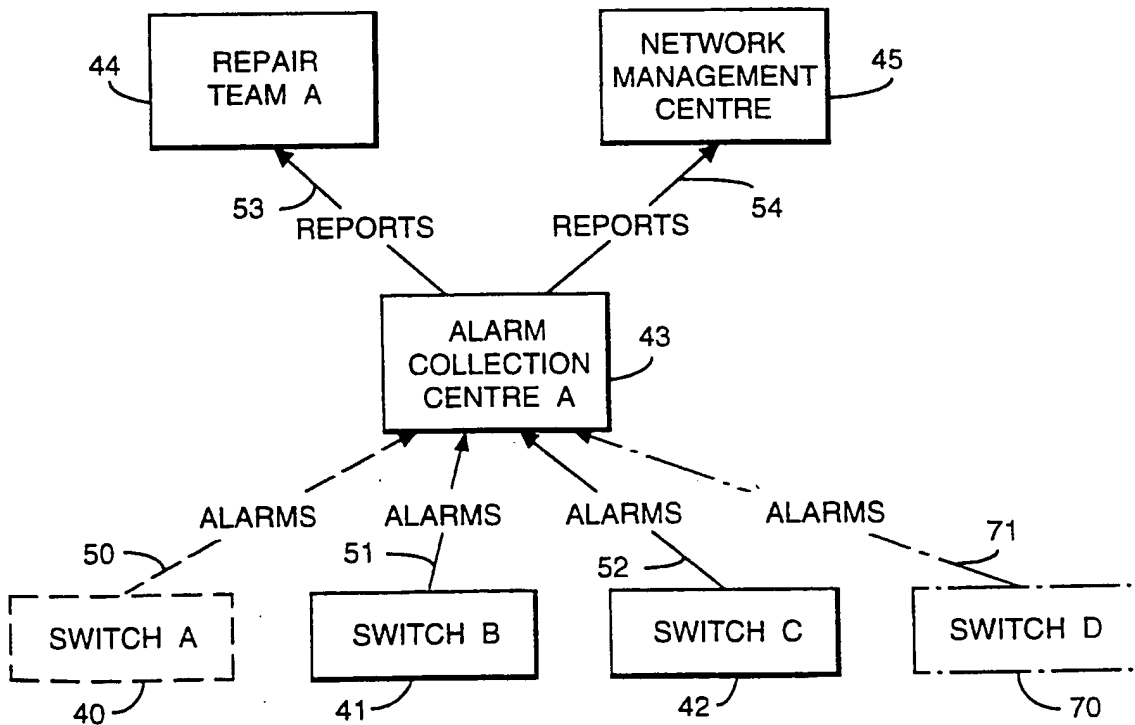 44
REPAIR
TEAM A
NETWORK
MANAGEMENT
CENTRE
45
53
REPORTS
REPORTS
54
ALARM
COLLECTION
CENTRE A
43
ALARMS
ALARMS
ALARMS
ALARMS
50
51
52
71
SWITCH A
SWITCH B
SWITCH C
SWITCH D
40
41
42
70